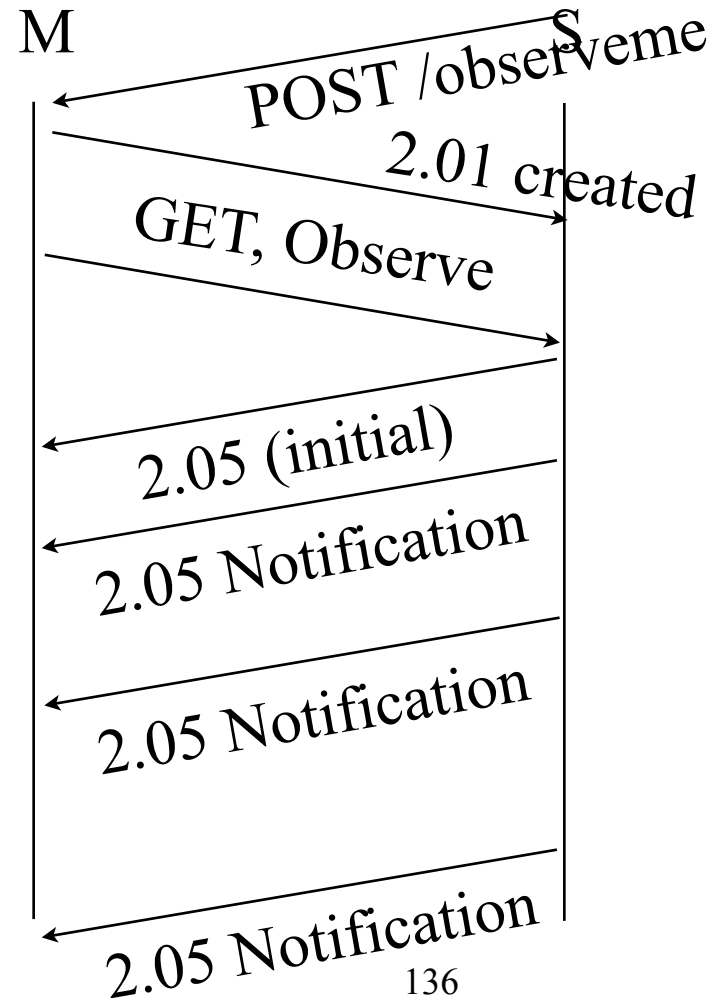 M
S
POST /observeme
2.01 created
GET, Observe
2.05 (initial)
2.05 Notification
2.05 Notification
2.05 Notification
136